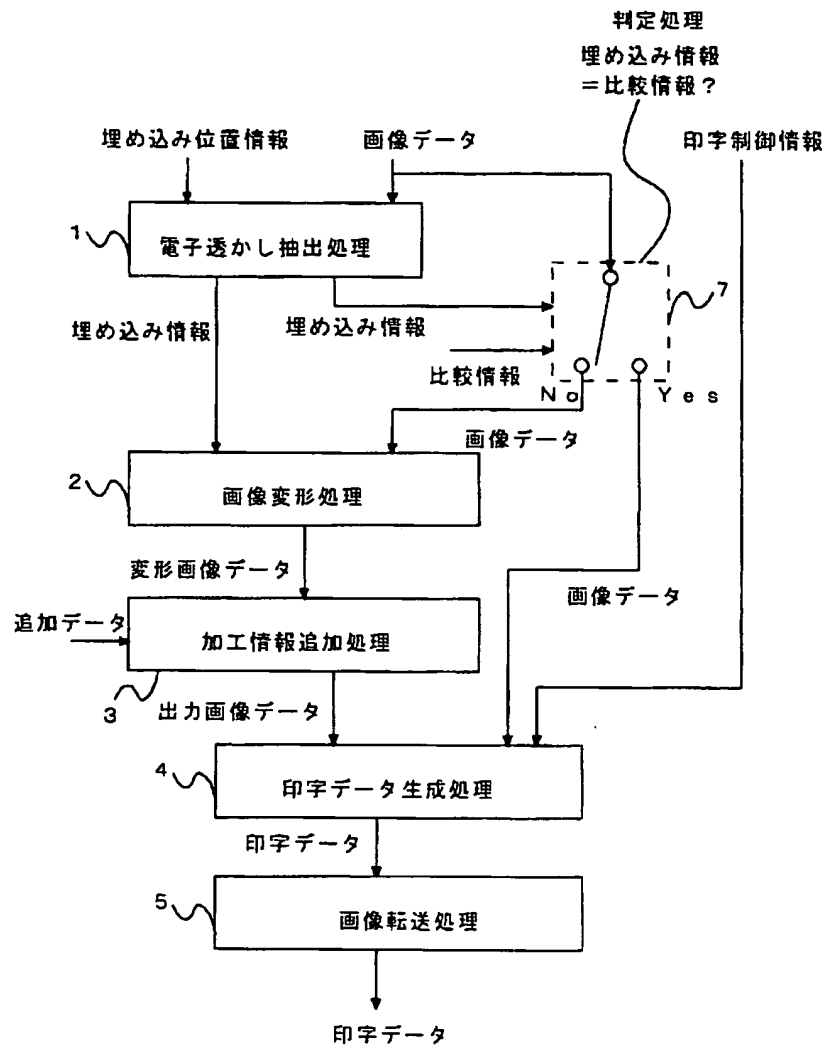 判定処理
埋め込み情報
＝比較情報？
埋め込み位置情報
画像データ
印字制御情報
1
電子透かし抽出処理
7
埋め込み情報
埋め込み情報
比較情報
No
Yes
画像データ
2
画像変形処理
変形画像データ
画像データ
追加データ
加工情報追加処理
3
出力画像データ
4
印字データ生成処理
印字データ
5
画像転送処理
印字データ